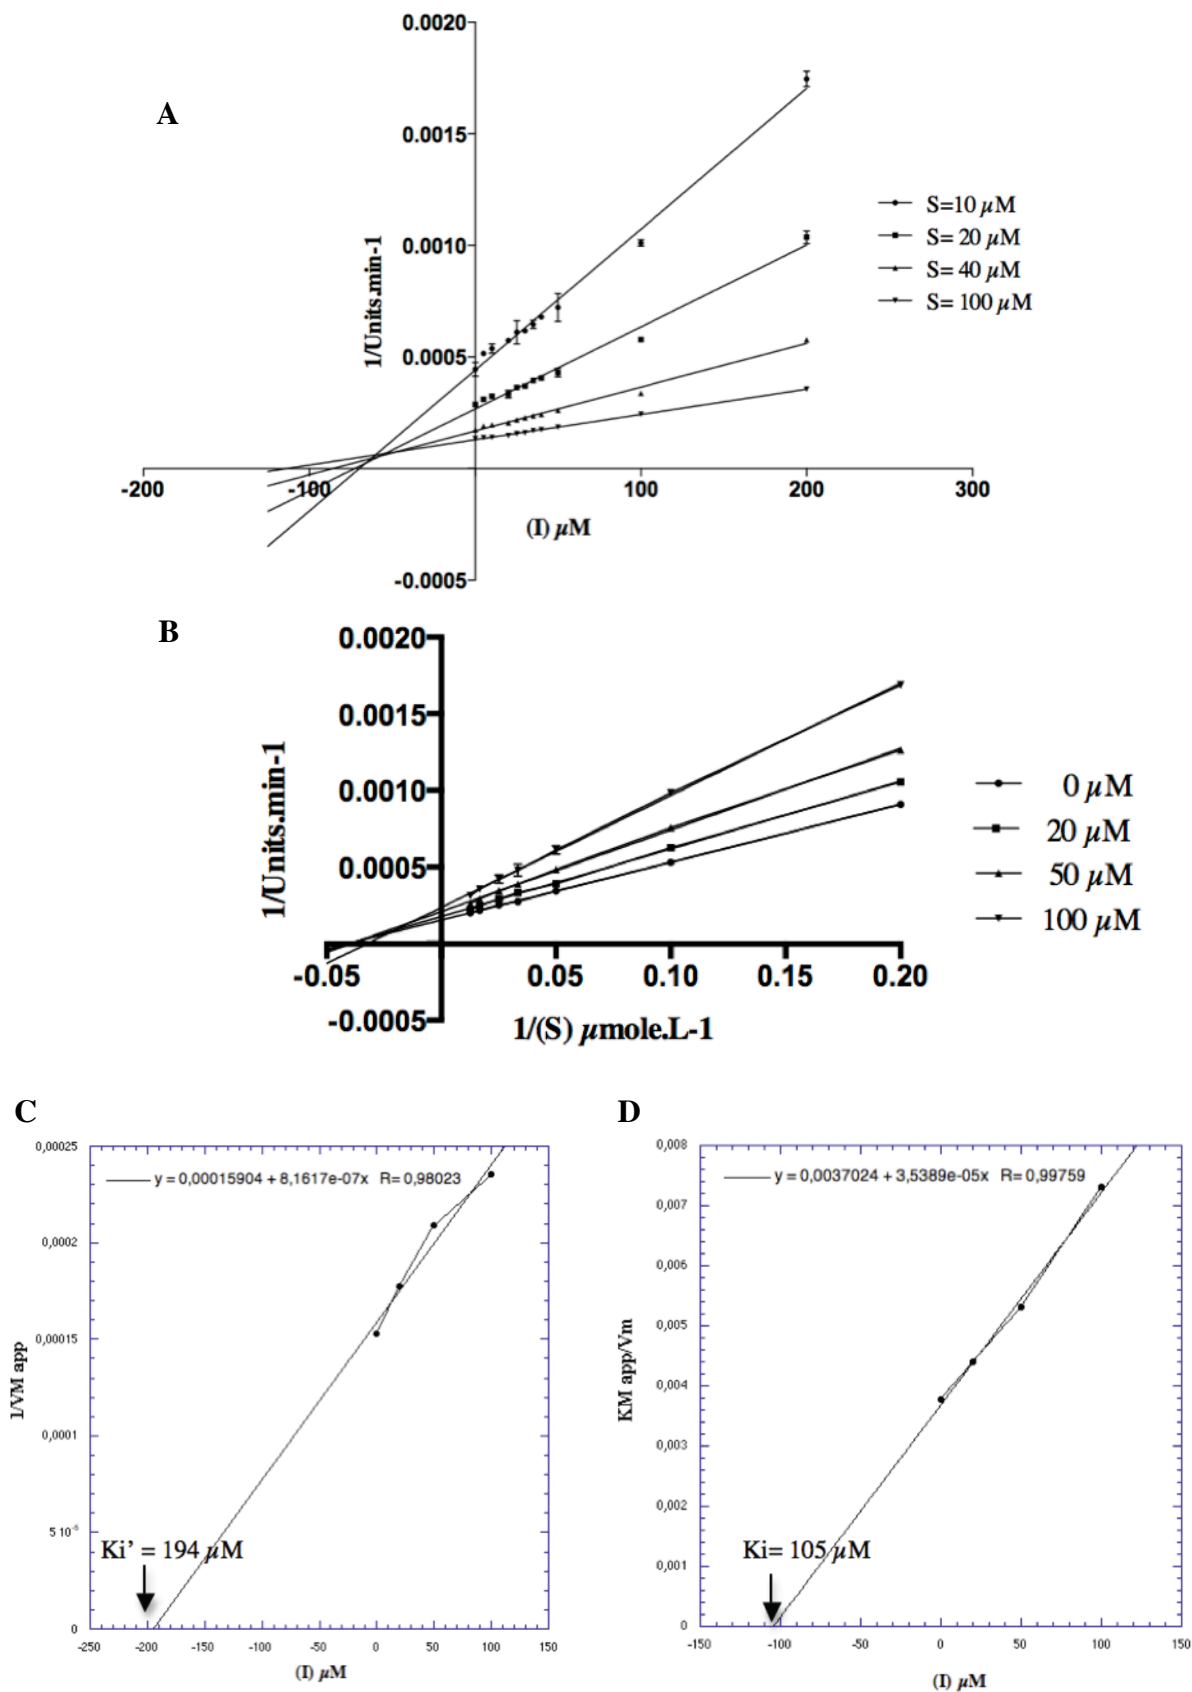 A
0.0020
0.0015
0.0010
0.0005
-0.0005
1/Units.min-1
-200
-100
100
200
300
(I) µM
S=10 µM
S= 20 µM
S= 40 µM
S= 100 µM
B
0.0020
0.0015
0.0010
0.0005
-0.0005
1/Units.min-1
-0.05
0.05
0.10
0.15
0.20
1/(S) µmole.L-1
0 µM
20 µM
50 µM
100 µM
C
0,00025
0,0002
0,00015
0,0001
5 10⁻⁵
0
1/VM app
y = 0,00015904 + 8,1617e-07x R= 0,98023
Ki’ = 194 µM
-250
-200
-150
-100
-50
0
50
100
150
(I) µM
D
0,008
0,007
0,006
0,005
0,004
0,003
0,002
0,001
0
KM app/Vm
y = 0,0037024 + 3,5389e-05x R= 0,99759
Ki= 105 µM
-150
-100
-50
0
50
100
150
(I) µM